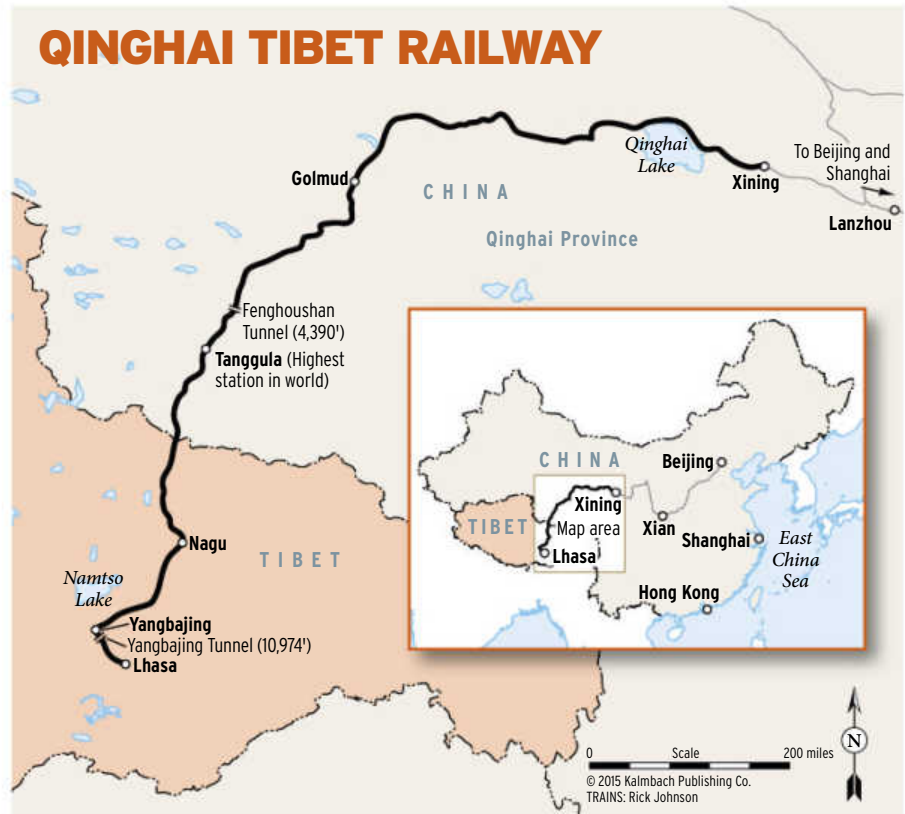 QINGHAI TIBET RAILWAY
Qinghai
Lake
To Beijing and
Shanghai
Xining
Lanzhou
Golmud
CHINA
Qinghai Province
Fenghoushan
Tunnel (4,390')
Tanggula (Highest
station in world)
Nagu
TIBET
Namtso
Lake
Yangbajing
Yangbajing Tunnel (10,974')
Lhasa
CHINA
Beijing
Xining
TIBET
Map area
Xian
Shanghai
Lhasa
East
China
Sea
Hong Kong
N
0 Scale 200 miles
© 2015 Kalmbach Publishing Co.
TRAINS: Rick Johnson